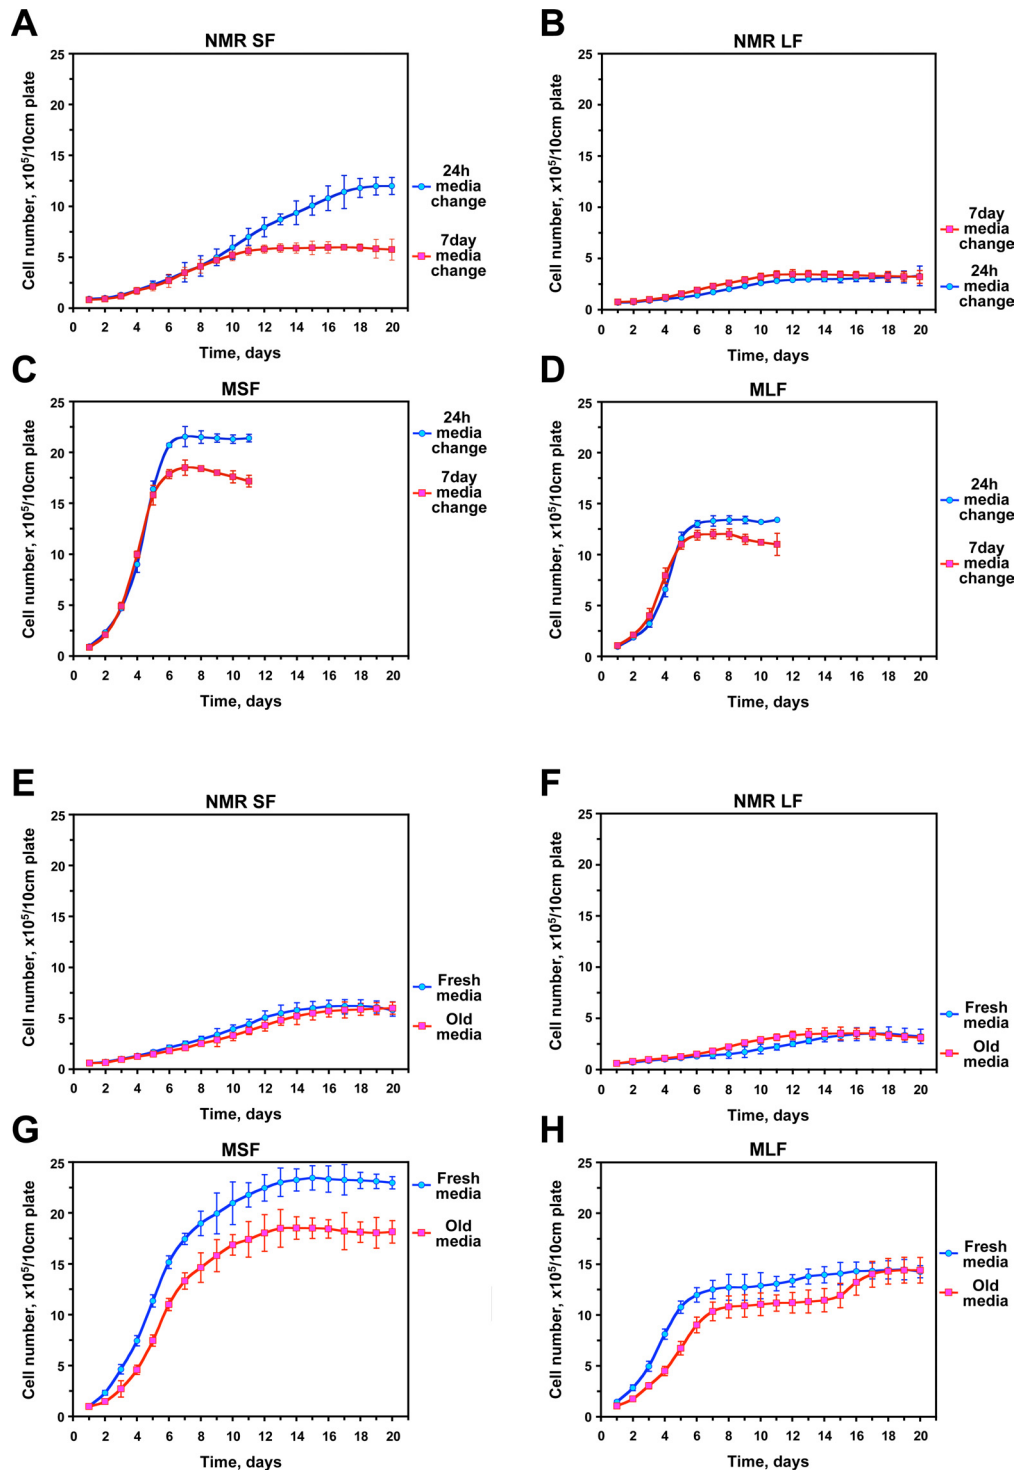 A
NMR SF
Cell number, x10⁵/10cm plate
25
20
15
10
5
0
0 2 4 6 8 10 12 14 16 18 20
Time, days
24h
media
change
7day
media
change
B
NMR LF
Cell number, x10⁵/10cm plate
25
20
15
10
5
0
0 2 4 6 8 10 12 14 16 18 20
Time, days
7day
media
change
24h
media
change
C
MSF
Cell number, x10⁵/10cm plate
25
20
15
10
5
0
0 2 4 6 8 10 12 14 16 18 20
Time, days
24h
media
change
7day
media
change
D
MLF
Cell number, x10⁵/10cm plate
25
20
15
10
5
0
0 2 4 6 8 10 12 14 16 18 20
Time, days
24h
media
change
7day
media
change
E
NMR SF
Cell number, x10⁵/10cm plate
25
20
15
10
5
0
0 2 4 6 8 10 12 14 16 18 20
Time, days
Fresh
media
Old
media
F
NMR LF
Cell number, x10⁵/10cm plate
25
20
15
10
5
0
0 2 4 6 8 10 12 14 16 18 20
Time, days
Fresh
media
Old
media
G
MSF
Cell number, x10⁵/10cm plate
25
20
15
10
5
0
0 2 4 6 8 10 12 14 16 18 20
Time, days
Fresh
media
Old
media
H
MLF
Cell number, x10⁵/10cm plate
25
20
15
10
5
0
0 2 4 6 8 10 12 14 16 18 20
Time, days
Fresh
media
Old
media